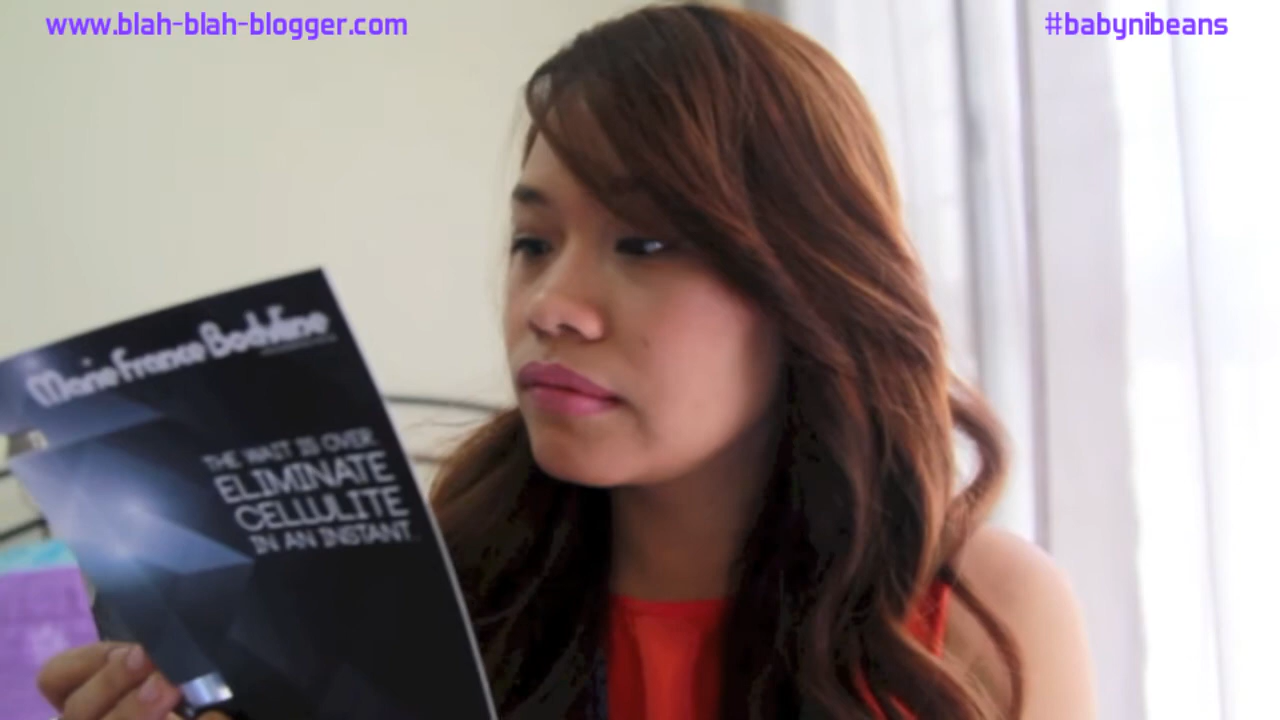 www.blah-blah-blogger.com
#babynibeans
Marie France Bodyline
THE WAIT IS OVER.
ELIMINATE
CELLULITE
IN AN INSTANT.